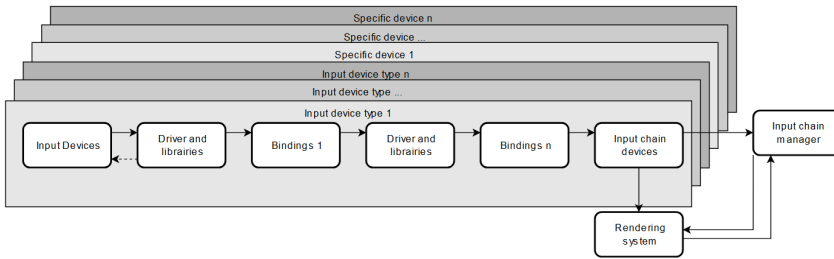 Specific device n
Specific device ...
Specific device 1
Input device type n
Input device type ...
Input device type 1
Input Devices
Driver and
librairies
Bindings 1
Driver and
librairies
Bindings n
Input chain
devices
Input chain
manager
Rendering
system